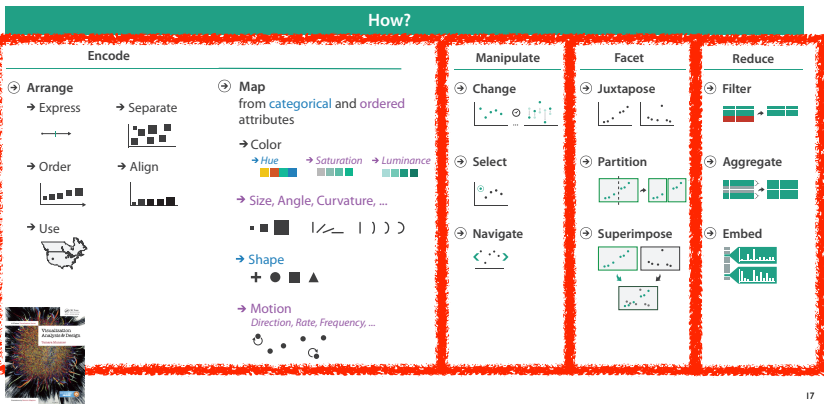 How?
Encode
Arrange
Express
Separate
Order
Align
Use
Map
from categorical and ordered
attributes
Color
Hue
Saturation
Luminance
Size, Angle, Curvature, ...
Shape
Motion
Direction, Rate, Frequency, ...
Manipulate
Change
...
Select
Navigate
Facet
Juxtapose
Partition
Superimpose
Reduce
Filter
Aggregate
Embed
Visualization
Analysis & Design
Tamara Munzner
17